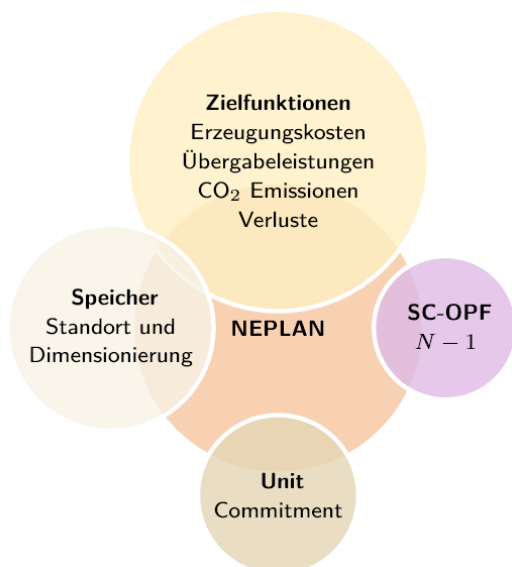 Zielfunktionen
Erzeugungskosten
Übergabeleistungen
CO₂ Emissionen
Verluste
Speicher
Standort und
Dimensionierung
NEPLAN
SC-OPF
N − 1
Unit
Commitment